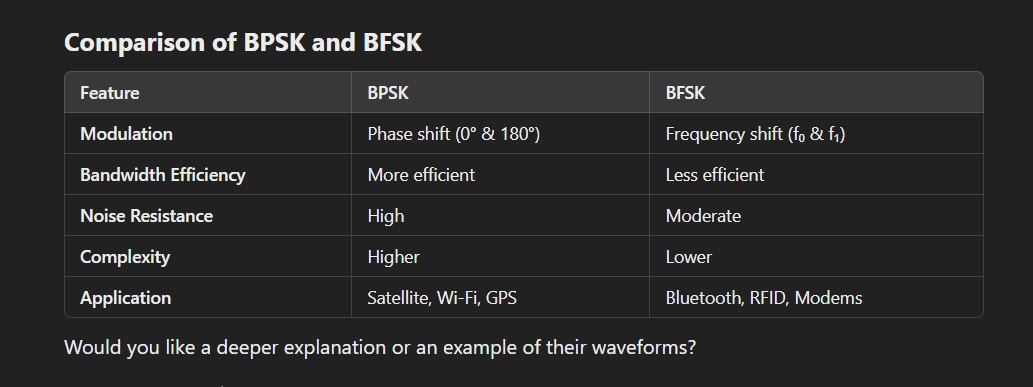 Comparison of BPSK and BFSK
Feature BPSK BFSK
Modulation Phase shift (0° & 180°) Frequency shift (f₀ & f₁)
Bandwidth Efficiency More efficient Less efficient
Noise Resistance High Moderate
Complexity Higher Lower
Application Satellite, Wi-Fi, GPS Bluetooth, RFID, Modems
Would you like a deeper explanation or an example of their waveforms?